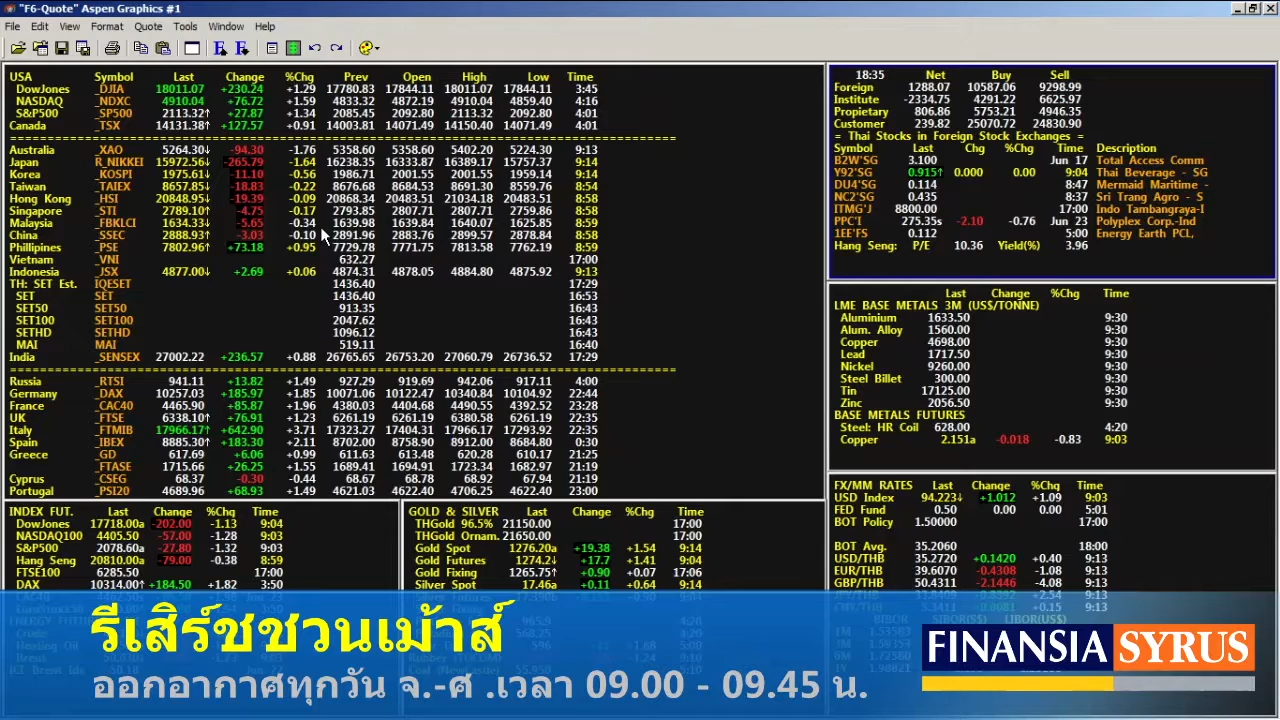 "F6-Quote" Aspen Graphics #1
File Edit View Format Quote Tools Window Help
USA Symbol Last Change %Chg Prev Open High Low Time
DowJones _DJIA 18011.07 +230.24 +1.29 17780.83 17844.11 18011.07 17844.11 3:45
NASDAQ _NDXC 4910.04 +76.72 +1.59 4833.32 4872.19 4910.04 4859.40 4:16
S&P500 _SP500 2113.32↑ +27.87 +1.34 2085.45 2092.80 2113.32 2092.80 4:01
Canada _TSX 14131.38↑ +127.57 +0.91 14003.81 14071.49 14150.40 14071.49 4:01
Australia _XAO 5264.30↓ -94.30 -1.76 5358.60 5358.60 5402.20 5224.30 9:13
Japan R_NIKKEI 15972.56↓ -265.79 -1.64 16238.35 16333.87 16389.17 15757.37 9:14
Korea _KOSPI 1975.61↓ -11.10 -0.56 1986.71 2001.55 2001.55 1959.14 9:14
Taiwan _TAIEX 8657.85↓ -18.83 -0.22 8676.68 8684.53 8691.30 8559.76 8:54
Hong Kong _HSI 20848.95↓ -19.39 -0.09 20868.34 20483.51 21034.18 20483.51 8:58
Singapore _STI 2789.10↑ -4.75 -0.17 2793.85 2807.71 2807.71 2759.86 8:58
Malaysia _FBKLCI 1634.33↓ -5.65 -0.34 1639.98 1639.84 1640.07 1625.85 8:59
China _SSEC 2888.93↑ -3.03 -0.10 2891.96 2883.76 2899.57 2878.84 8:58
Phillipines _PSE 7802.96↑ +73.18 +0.95 7729.78 7771.75 7813.58 7762.19 8:59
Vietnam _VNI 632.27 17:00
Indonesia _JSX 4877.00↓ +2.69 +0.06 4874.31 4878.05 4884.80 4875.92 9:13
TH: SET Est. IQESET 1436.40 17:29
SET SET 1436.40 16:53
SET50 SET50 913.35 16:43
SET100 SET100 2047.62 16:43
SETHD SETHD 1096.12 16:43
MAI MAI 519.11 16:40
India _SENSEX 27002.22 +236.57 +0.88 26765.65 26753.20 27060.79 26736.52 17:29
Russia _RTSI 941.11 +13.82 +1.49 927.29 919.69 942.06 917.11 4:00
Germany _DAX 10257.03 +185.97 +1.85 10071.06 10122.47 10340.84 10104.92 22:44
France _CAC40 4465.90 +85.87 +1.96 4380.03 4404.68 4490.55 4392.52 23:28
UK _FTSE 6338.10↑ +76.91 +1.23 6261.19 6261.19 6380.58 6261.19 22:35
Italy _FTMIB 17966.17↑ +642.90 +3.71 17323.27 17404.31 17966.17 17293.92 22:35
Spain _IBEX 8885.30↑ +183.30 +2.11 8702.00 8758.90 8912.00 8684.80 0:30
Greece _GD 617.69 +6.06 +0.99 611.63 613.48 620.28 610.17 21:25
_FTASE 1715.66 +26.25 +1.55 1689.41 1694.91 1723.34 1682.97 21:19
Cyprus _CSEG 68.37 -0.30 -0.44 68.67 68.78 68.92 67.94 21:19
Portugal _PSI20 4689.96 +68.93 +1.49 4621.03 4622.40 4706.25 4622.40 23:00
18:35 Net Buy Sell
Foreign 1288.07 10587.06 9298.99
Institute -2334.75 4291.22 6625.97
Propietary 806.86 5753.21 4946.35
Customer 239.82 25070.72 24830.90
= Thai Stocks in Foreign Stock Exchanges =
Symbol Last Chg %Chg Time Description
B2W'SG 3.100 Jun 17 Total Access Comm
Y92'SG 0.915↑ 0.000 0.00 9:04 Thai Beverage - SG
DU4'SG 0.114 8:47 Mermaid Maritime -
NC2'SG 0.435 8:37 Sri Trang Agro - S
ITMG'J 8800.00 17:00 Indo Tambangraya-I
PPC'I 275.35s -2.10 -0.76 Jun 23 Polyplex Corp.-Ind
1EE'FS 0.112 5:00 Energy Earth PCL,
Hang Seng: P/E 10.36 Yield(%) 3.96
Last Change %Chg Time
LME BASE METALS 3M (US$/TONNE)
Aluminium 1633.50 9:30
Alum. Alloy 1560.00 9:30
Copper 4698.00 9:30
Lead 1717.50 9:30
Nickel 9260.00 9:30
Steel Billet 300.00 9:30
Tin 17125.00 9:30
Zinc 2056.50 9:30
BASE METALS FUTURES
Steel: HR Coil 628.00 4:20
Copper 2.151a -0.018 -0.83 9:03
INDEX FUT. Last Change %Chg Time
DowJones 17718.00a -202.00 -1.13 9:04
NASDAQ100 4405.50 -57.00 -1.28 9:03
S&P500 2078.60a -27.80 -1.32 9:03
Hang Seng 20810.00a -79.00 -0.38 8:59
FTSE100 6285.50 17:00
DAX 10314.00↑ +184.50 +1.82 3:50
GOLD & SILVER Last Change %Chg Time
THGold 96.5% 21150.00 17:00
THGold Ornam. 21650.00 17:00
Gold Spot 1276.20a +19.38 +1.54 9:14
Gold Futures 1274.2↓ +17.7 +1.41 9:04
Gold Fixing 1265.75↑ +0.90 +0.07 17:06
Silver Spot 17.46a +0.11 +0.64 9:14
FX/MM RATES Last Change %Chg Time
USD Index 94.223↓ +1.012 +1.09 9:03
FED Fund 0.50 0.00 0.00 5:01
BOT Policy 1.50000 17:00
BOT Avg. 35.2060 18:00
USD/THB 35.2720 +0.1420 +0.40 9:13
EUR/THB 39.6070 -0.4308 -1.08 9:13
GBP/THB 50.4311 -2.1446 -4.08 9:13
รีเสิร์ชชวนเม้าส์
ออกอากาศทุกวัน จ.-ศ .เวลา 09.00 - 09.45 น.
FINANSIA SYRUS